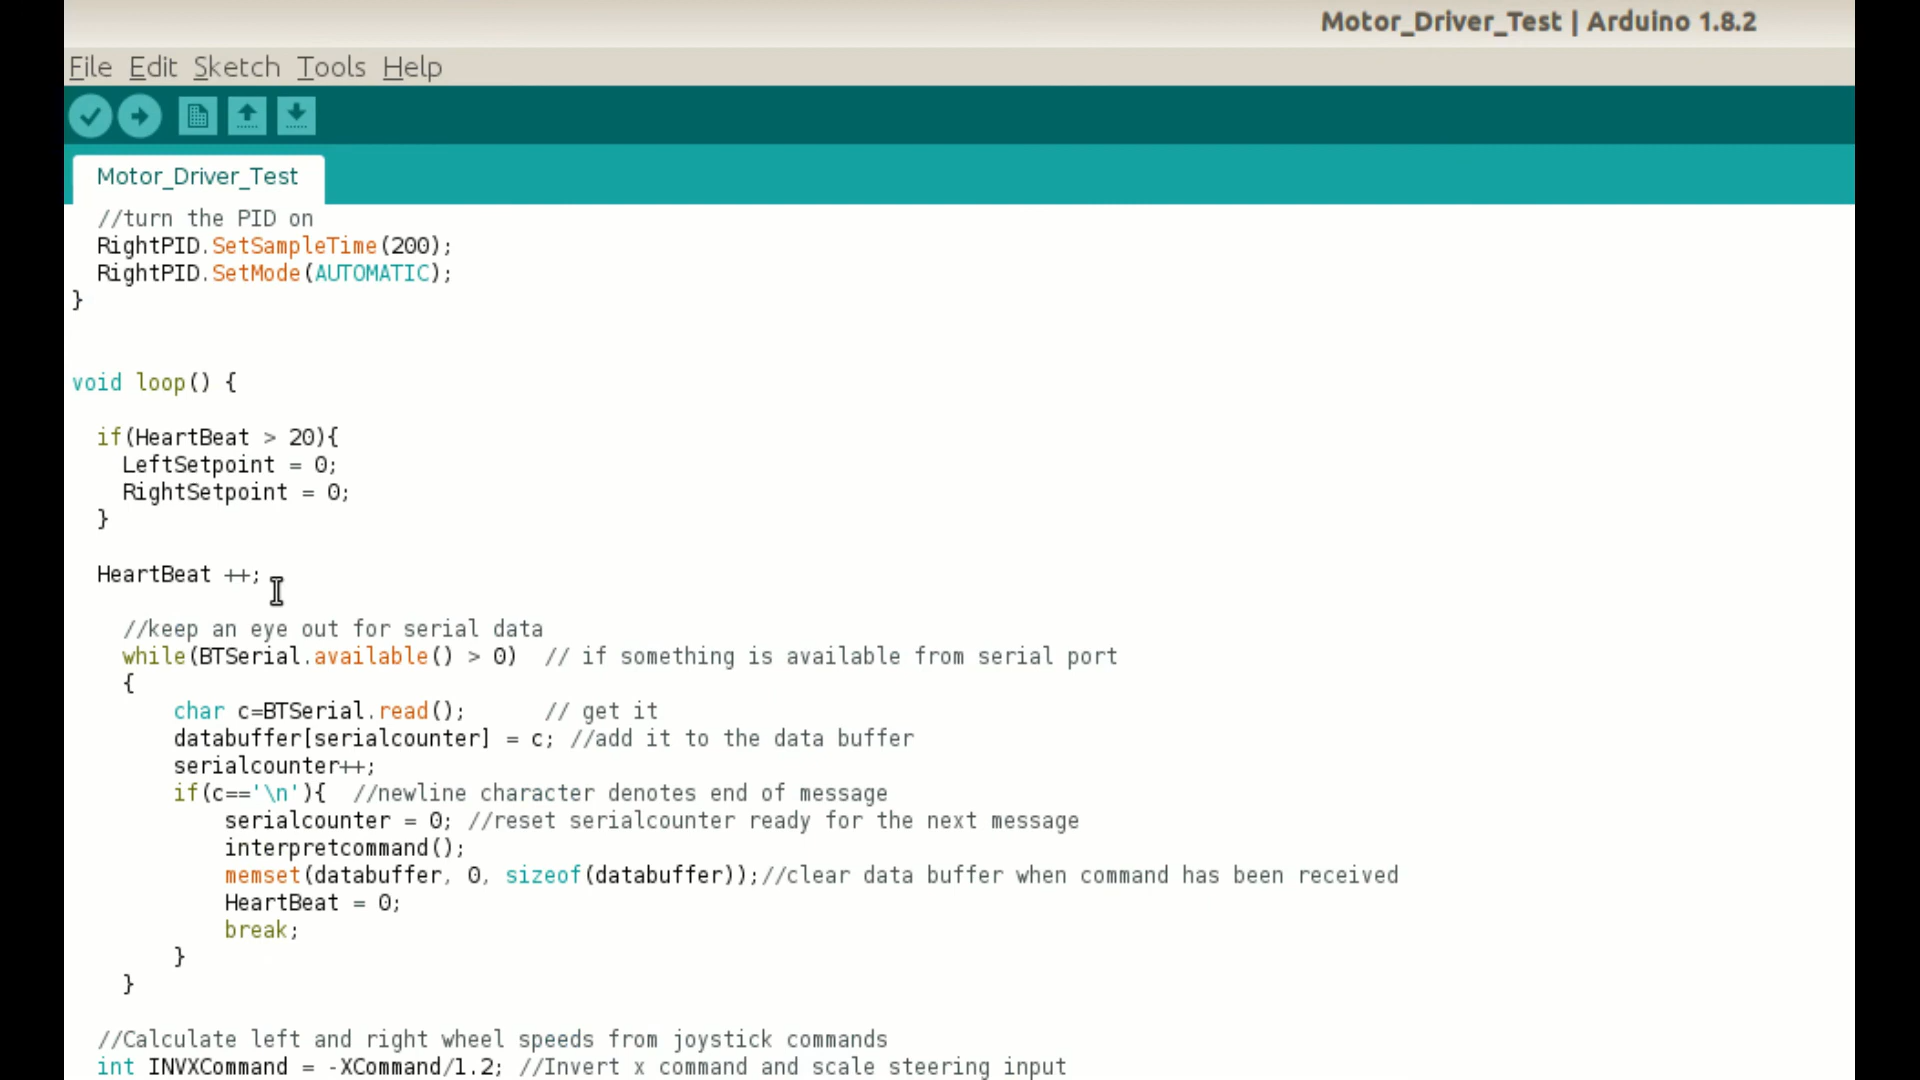 Motor_Driver_Test | Arduino 1.8.2
File Edit Sketch Tools Help
Motor_Driver_Test
//turn the PID on
RightPID.SetSampleTime(200);
RightPID.SetMode(AUTOMATIC);
}
void loop() {
if(HeartBeat > 20){
LeftSetpoint = 0;
RightSetpoint = 0;
}
HeartBeat ++;
//keep an eye out for serial data
while(BTSerial.available() > 0)  // if something is available from serial port
{
char c=BTSerial.read();      // get it
databuffer[serialcounter] = c; //add it to the data buffer
serialcounter++;
if(c=='\n'){  //newline character denotes end of message
serialcounter = 0; //reset serialcounter ready for the next message
interpretcommand();
memset(databuffer, 0, sizeof(databuffer));//clear data buffer when command has been received
HeartBeat = 0;
break;
}
}
//Calculate left and right wheel speeds from joystick commands
int INVXCommand = -XCommand/1.2; //Invert x command and scale steering input